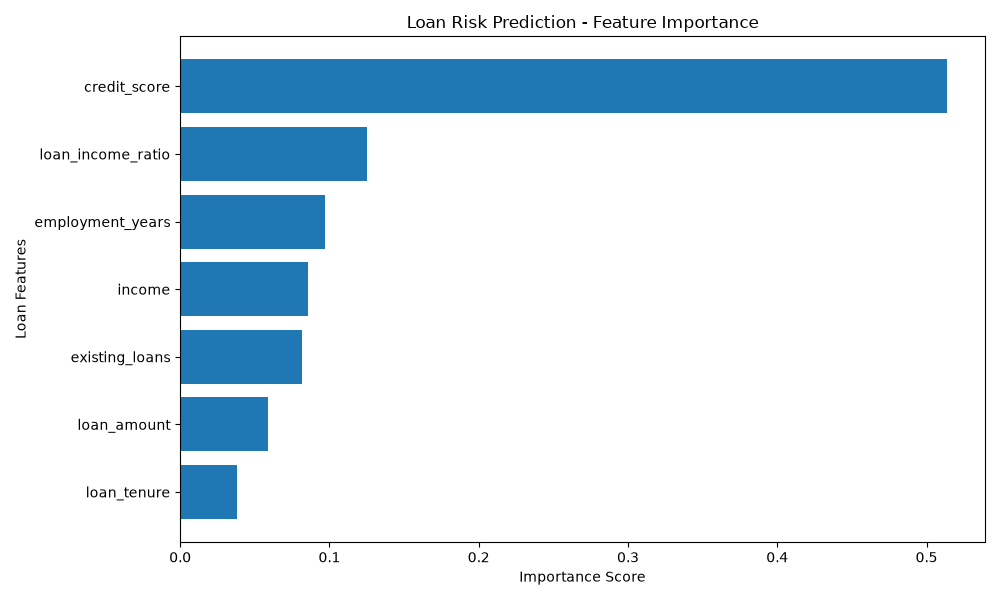 Loan Risk Prediction - Feature Importance
Loan Features
credit_score
loan_income_ratio
employment_years
income
existing_loans
loan_amount
loan_tenure
0.0 0.1 0.2 0.3 0.4 0.5
Importance Score